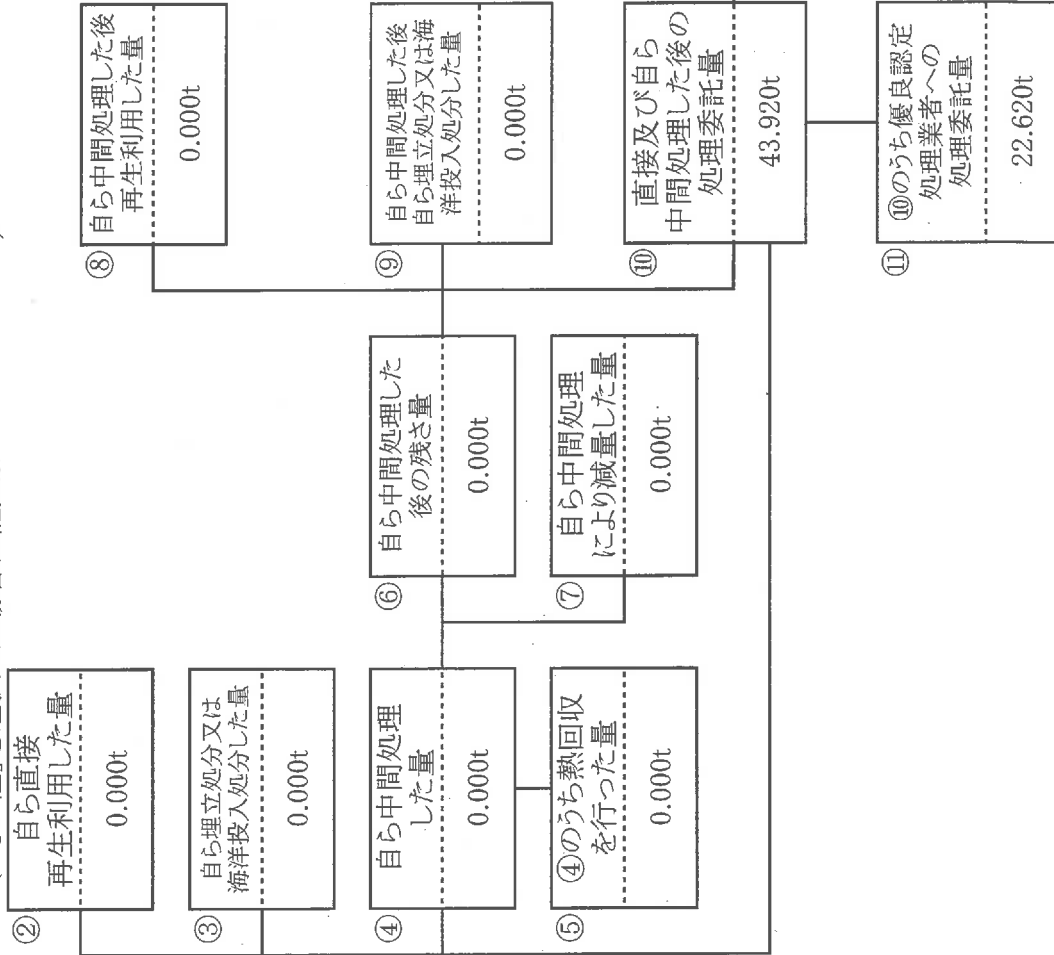 ②
自ら直接
再生利用した量
0.000t
③
自ら埋立処分又は
海洋投入処分した量
0.000t
④
自ら中間処理
した量
0.000t
⑤
④のうち熱回収
を行った量
0.000t
⑥
自ら中間処理した
後の残さ量
0.000t
⑦
自ら中間処理
により減量した量
0.000t
⑧
自ら中間処理した後
再生利用した量
0.000t
⑨
自ら中間処理した後
自ら埋立処分又は海
洋投入処分した量
0.000t
⑩
直接及び自ら
中間処理した後の
処理委託量
43.920t
⑪
⑩のうち優良認定
処理業者への
処理委託量
22.620t